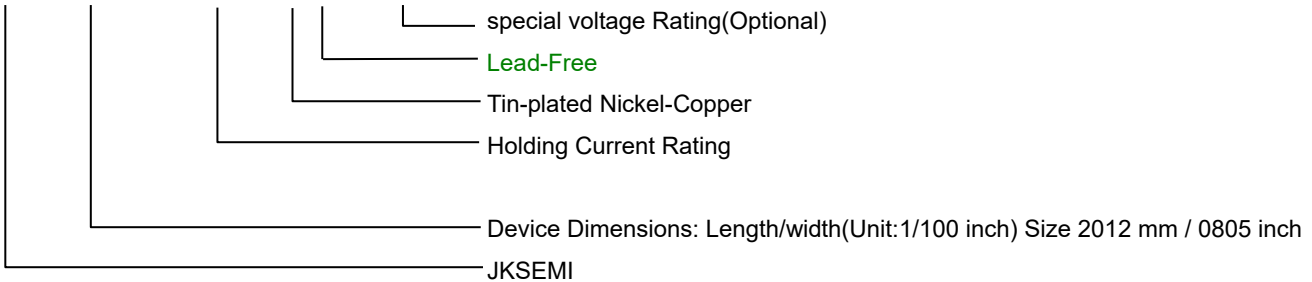 special voltage Rating(Optional)
Lead-Free
Tin-plated Nickel-Copper
Holding Current Rating
Device Dimensions: Length/width(Unit:1/100 inch) Size 2012 mm / 0805 inch
JKSEMI